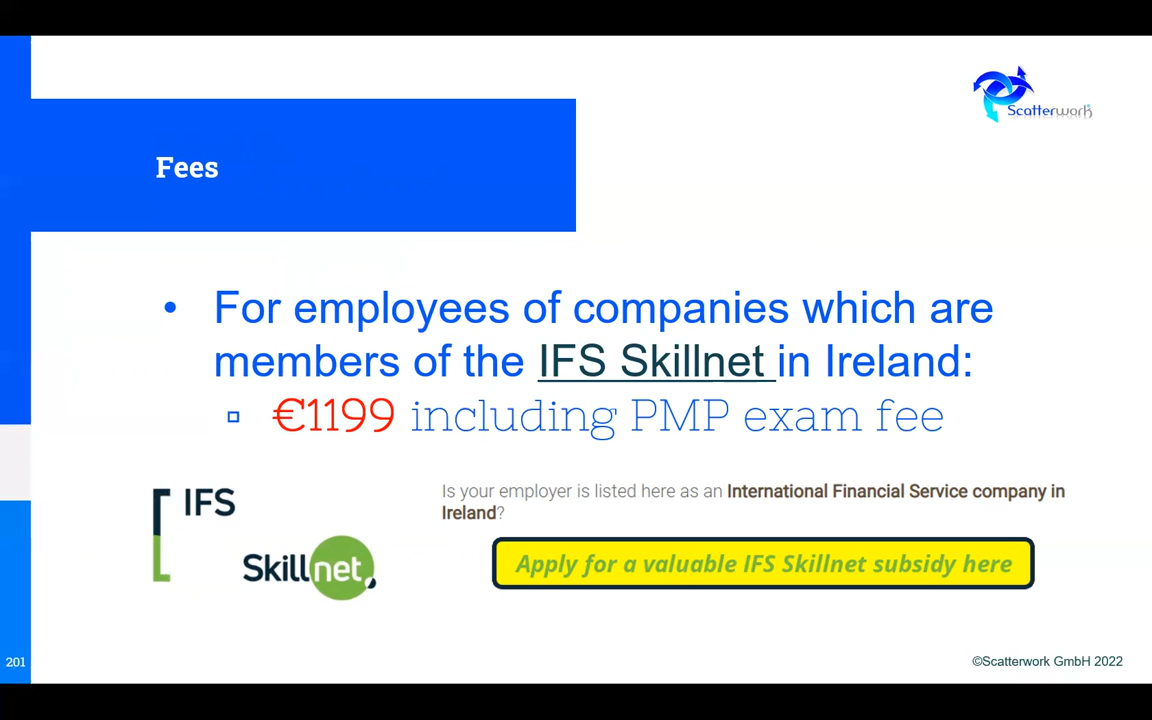 Scatterwork
Fees
• For employees of companies which are
members of the IFS Skillnet in Ireland:
▫ €1199 including PMP exam fee
IFS
Skillnet
Is your employer is listed here as an International Financial Service company in
Ireland?
Apply for a valuable IFS Skillnet subsidy here
201
©Scatterwork GmbH 2022